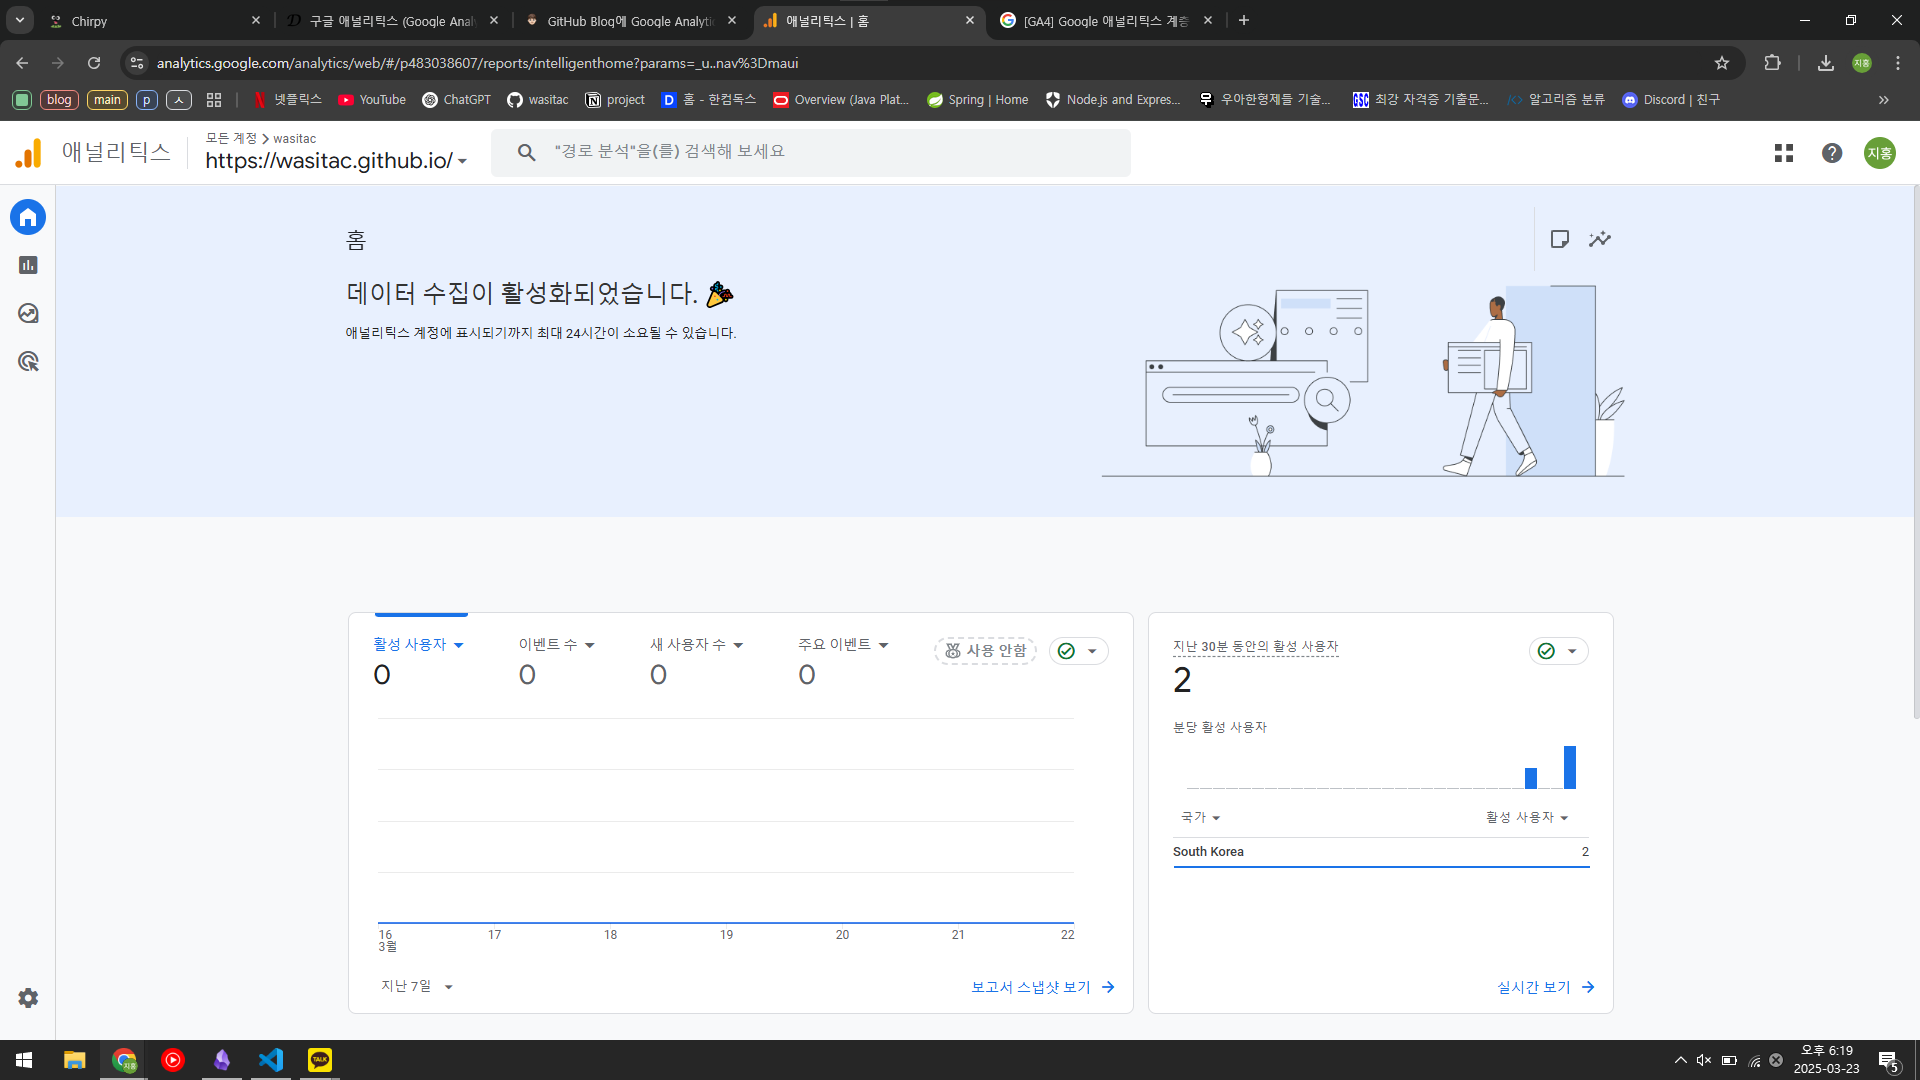 Chirpy
구글 애널리틱스 (Google Anal
GitHub Blog에 Google Analytic
애널리틱스 | 홈
[GA4] Google 애널리틱스 계층
analytics.google.com/analytics/web/#/p483038607/reports/intelligenthome?params=_u..nav%3Dmaui
지홍
blog
main
p
ㅅ
넷플릭스
YouTube
ChatGPT
wasitac
project
홈 - 한컴독스
Overview (Java Plat...
Spring | Home
Node.js and Expres...
우아한형제들 기술...
최강 자격증 기출문...
알고리즘 분류
Discord | 친구
애널리틱스
모든 계정 > wasitac
https://wasitac.github.io/
"경로 분석"을(를) 검색해 보세요
지홍
홈
데이터 수집이 활성화되었습니다.
애널리틱스 계정에 표시되기까지 최대 24시간이 소요될 수 있습니다.
활성 사용자
0
이벤트 수
0
새 사용자 수
0
주요 이벤트
0
사용 안함
16
3월
17
18
19
20
21
22
지난 7일
보고서 스냅샷 보기
지난 30분 동안의 활성 사용자
2
분당 활성 사용자
국가
활성 사용자
South Korea
2
실시간 보기
지홍
TALK
오후 6:19
2025-03-23
5